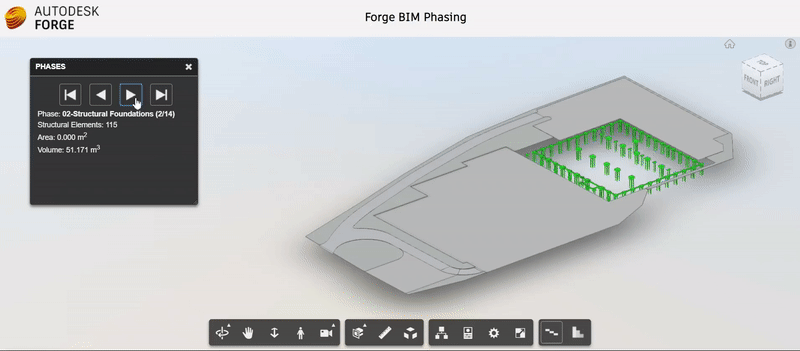 AUTODESK
FORGE
Forge BIM Phasing
PHASES
Phase: 02-Structural Foundations (2/14)
Structural Elements: 115
Area: 0.000 m²
Volume: 51.171 m³
FRONT
RIGHT